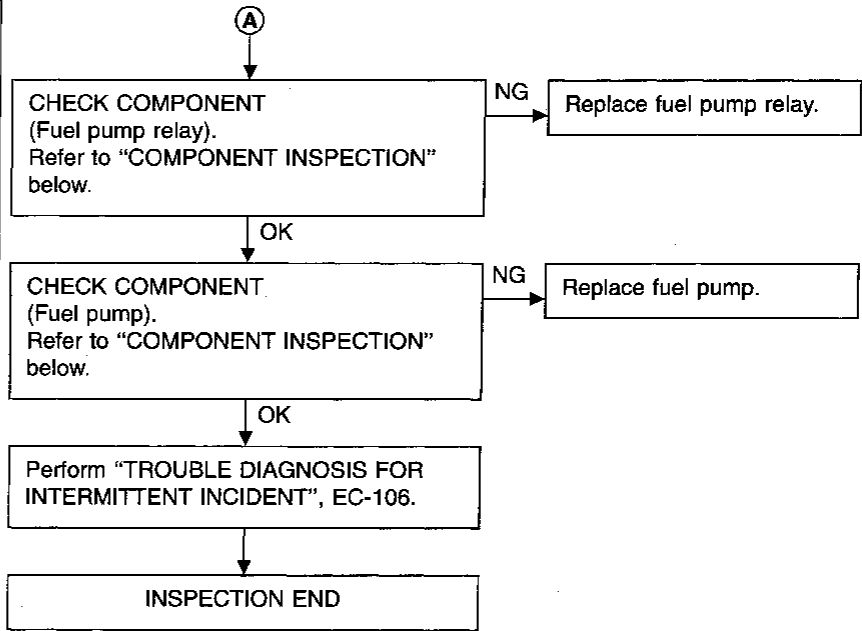 A
CHECK COMPONENT
(Fuel pump relay).
Refer to “COMPONENT INSPECTION”
below.
NG
Replace fuel pump relay.
OK
CHECK COMPONENT
(Fuel pump).
Refer to “COMPONENT INSPECTION”
below.
NG
Replace fuel pump.
OK
Perform “TROUBLE DIAGNOSIS FOR
INTERMITTENT INCIDENT”, EC-106.
INSPECTION END